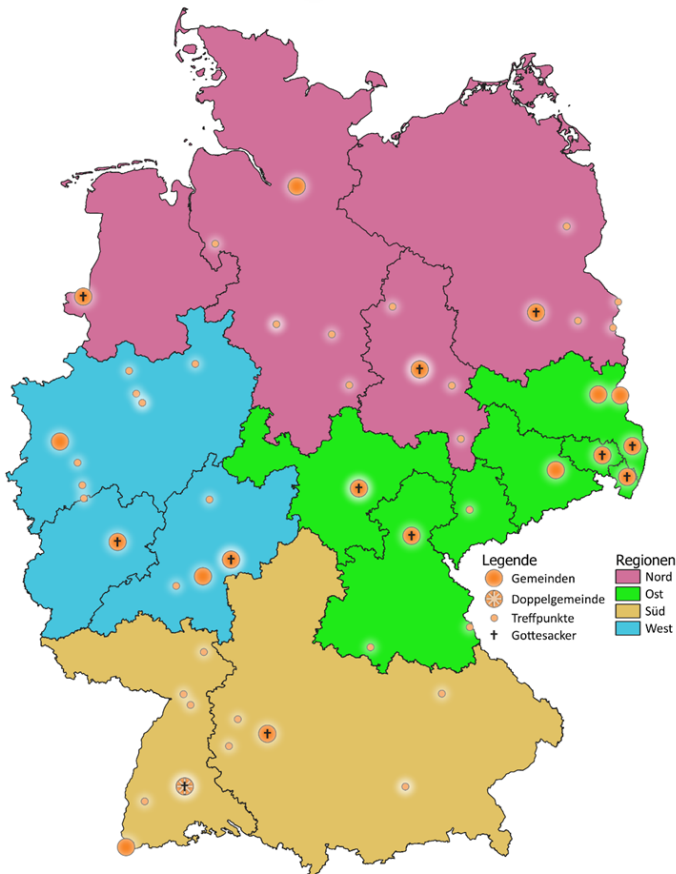 Legende
Gemeinden
Doppelgemeinde
Treffpunkte
Gottesacker
Regionen
Nord
Ost
Süd
West